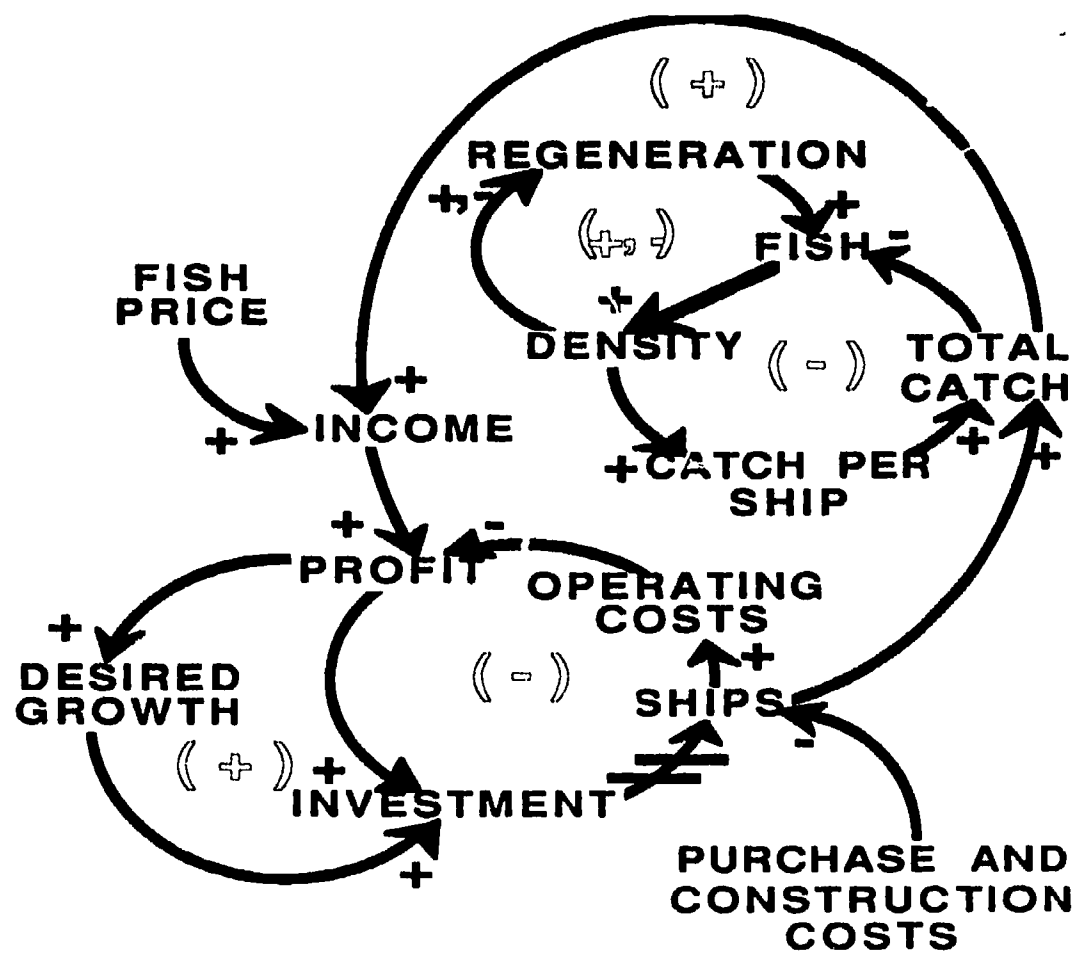 ( + )
REGENERATION
+,-
+
(+, -)
FISH
-
FISH
PRICE
+
DENSITY
( - )
TOTAL
CATCH
+
+
INCOME
+
+
+
CATCH PER
SHIP
+
-
PROFIT
OPERATING
COSTS
+
+
DESIRED
GROWTH
( - )
SHIPS
-
( + )
+
INVESTMENT
+
PURCHASE AND
CONSTRUCTION
COSTS